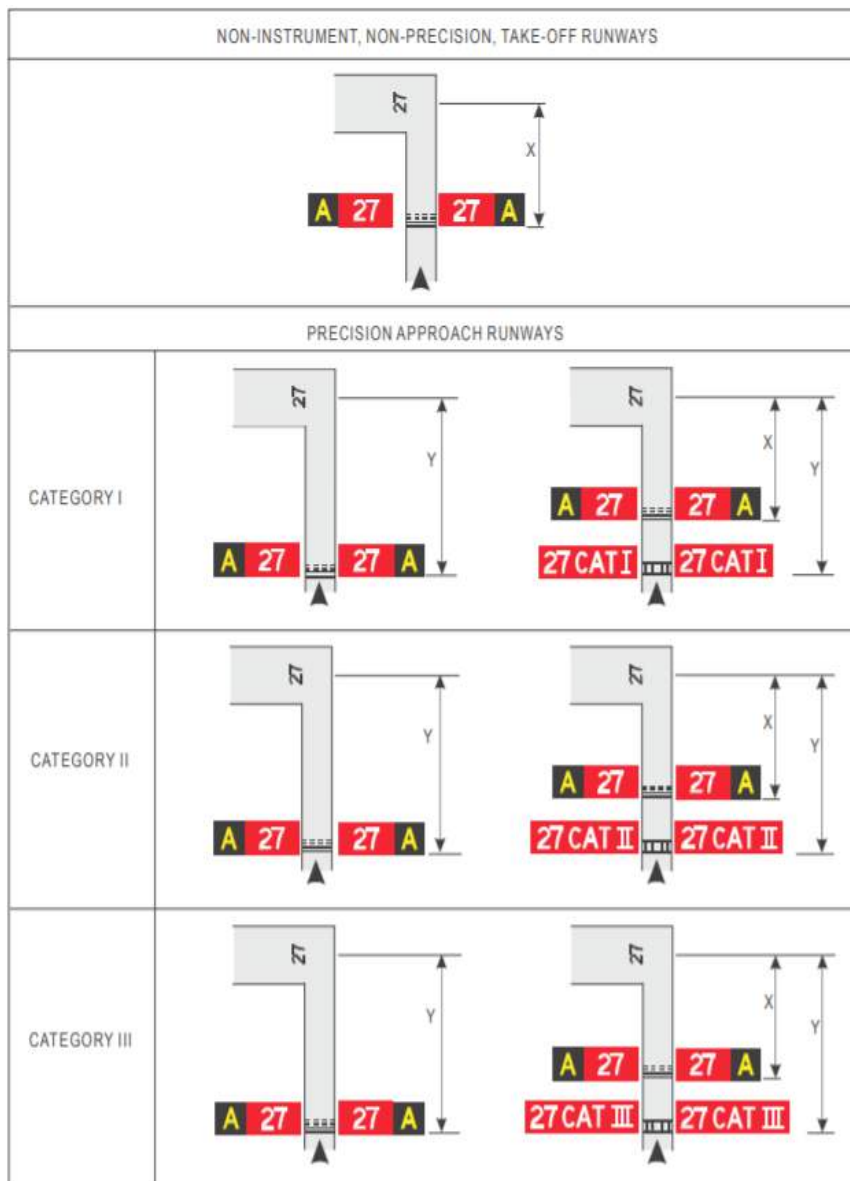 NON-INSTRUMENT, NON-PRECISION, TAKE-OFF RUNWAYS
27
X
A 27 27 A
PRECISION APPROACH RUNWAYS
27 27
X
Y Y
CATEGORY I
A 27 27 A
A 27 27 A 27 CAT I 27 CAT I
27 27
X
Y Y
CATEGORY II
A 27 27 A
A 27 27 A 27 CAT II 27 CAT II
27 27
X
Y Y
CATEGORY III
A 27 27 A
A 27 27 A 27 CAT III 27 CAT III